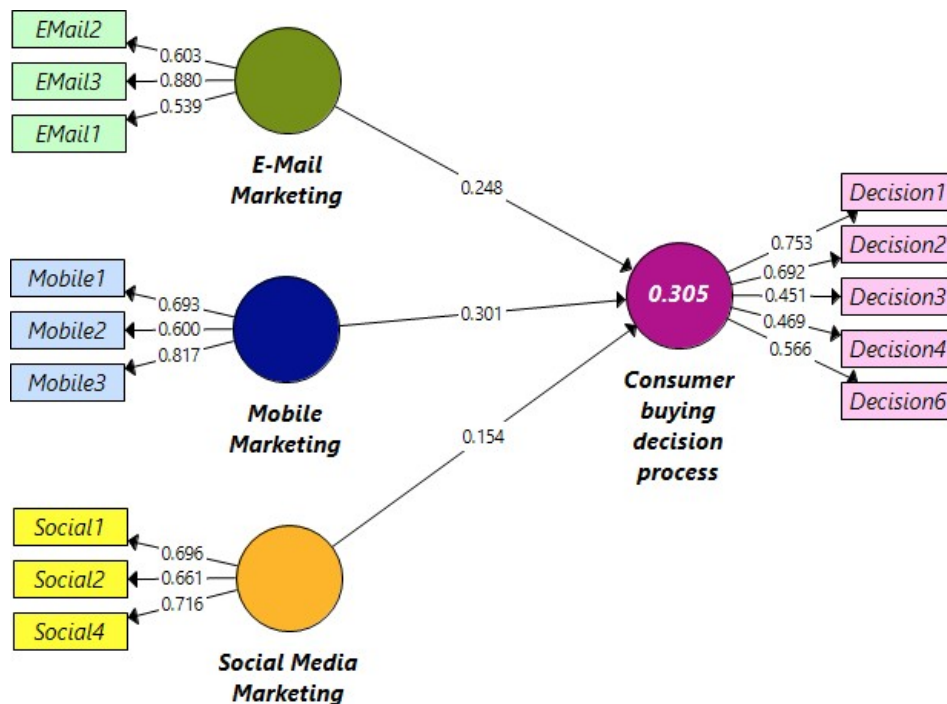 EMail2
0.603
EMail3
0.880
EMail1
0.539
E-Mail
Marketing
0.248
Mobile1
0.693
Mobile2
0.600
Mobile3
0.817
Mobile
Marketing
0.301
Social1
0.696
Social2
0.661
Social4
0.716
Social Media
Marketing
0.154
0.305
Consumer
buying
decision
process
Decision1
0.753
Decision2
0.692
Decision3
0.451
Decision4
0.469
Decision6
0.566